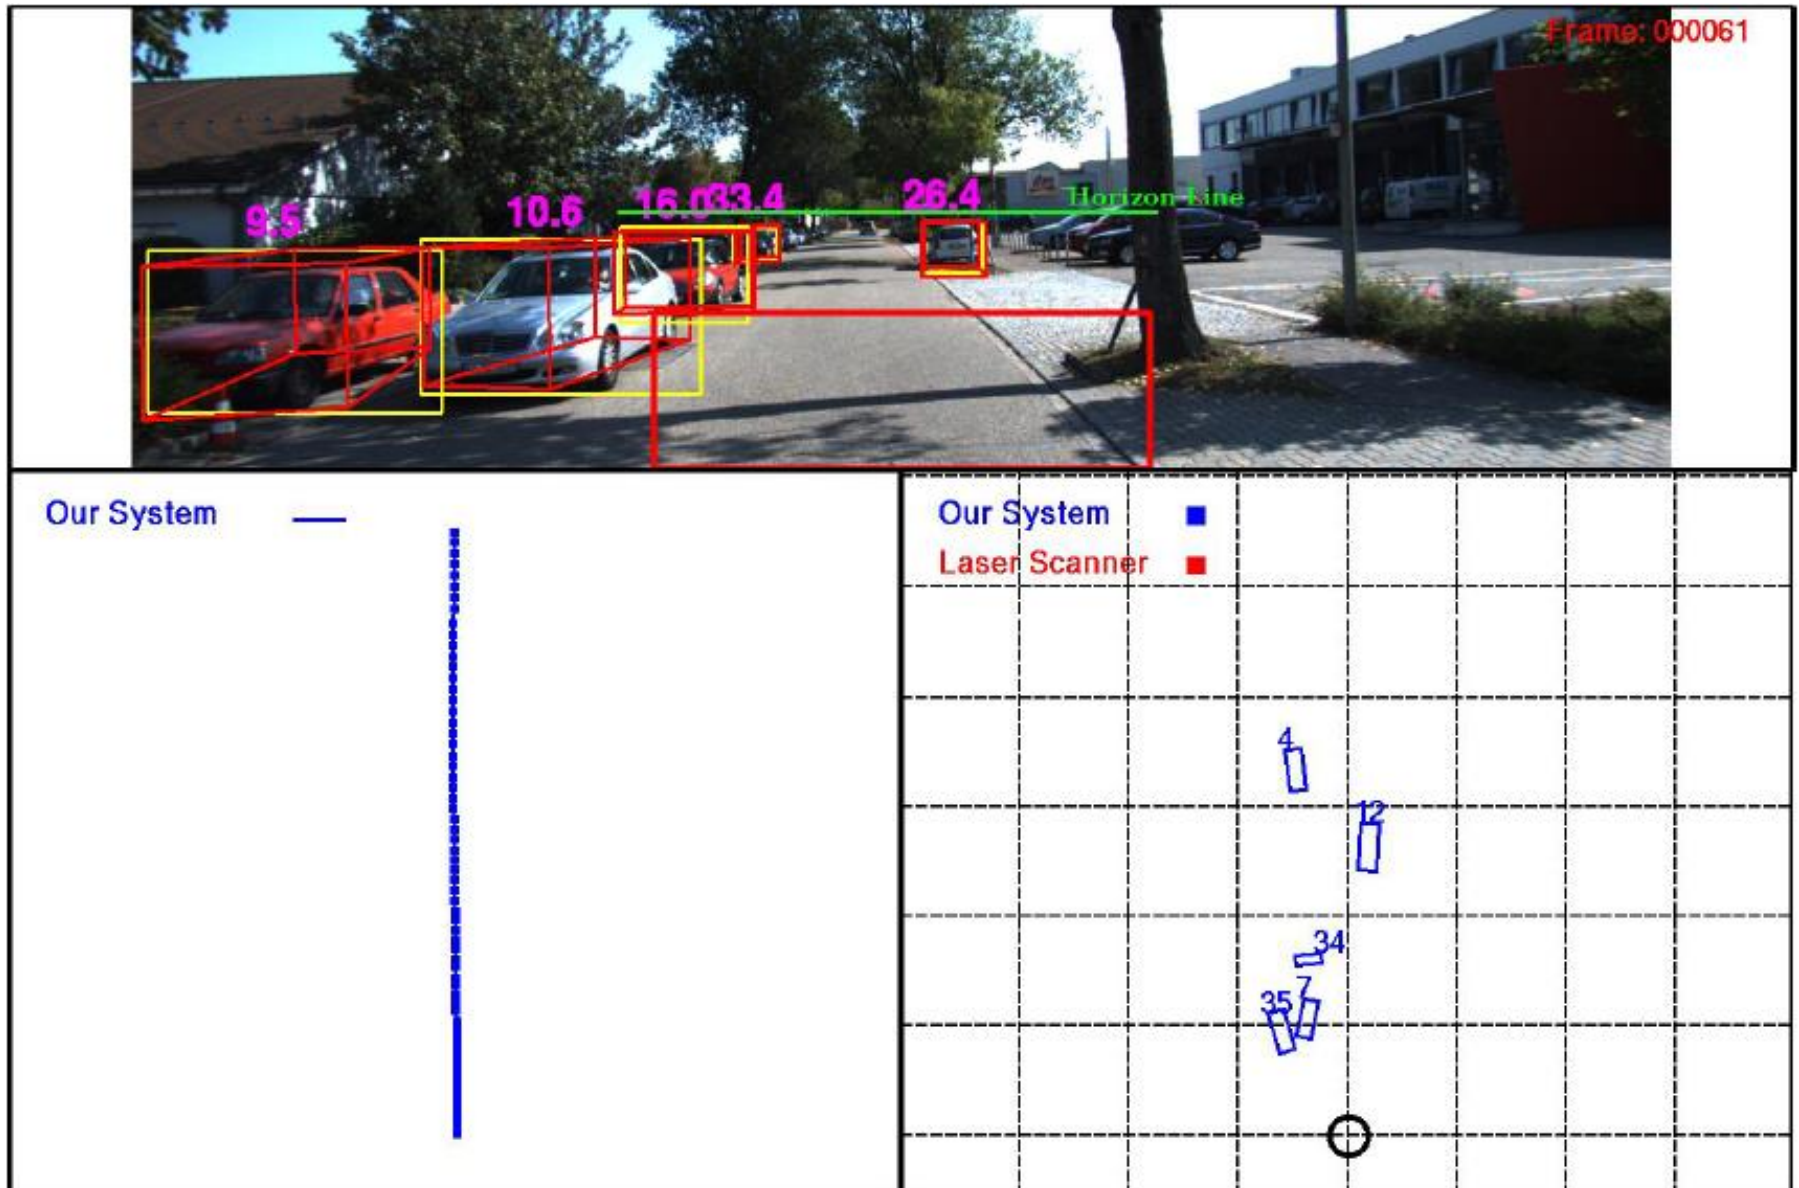 Frame: 000061
9.5
10.6
16.0
33.4
26.4
Horizon Line
Our System
Our System
Laser Scanner
4
12
34
7
35